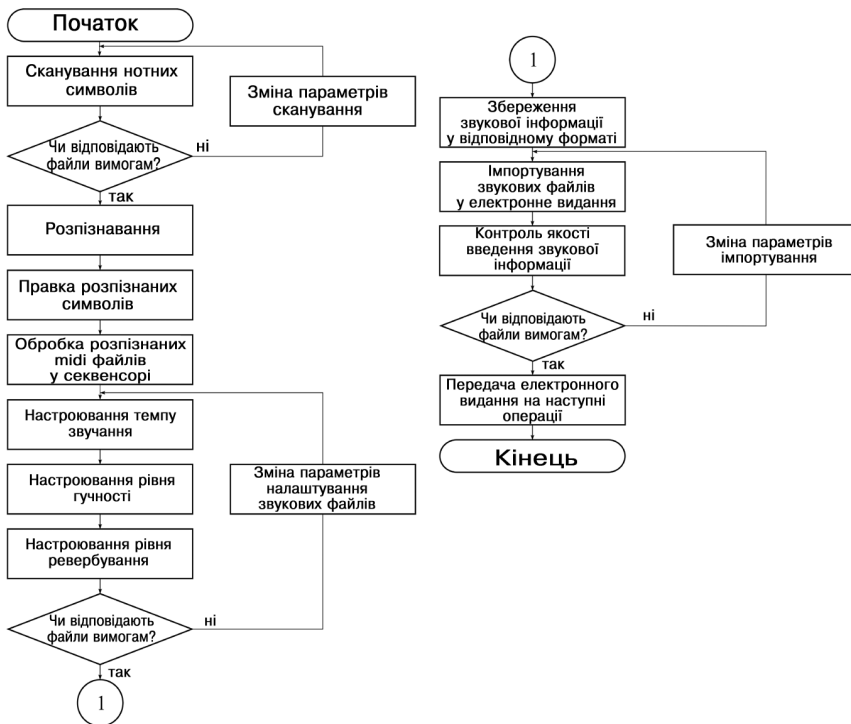 Початок
Сканування нотних
символів
Зміна параметрів
сканування
Чи відповідають
файли вимогам?
ні
так
Розпізнавання
Правка розпізнаних
символів
Обробка розпізнаних
midi файлів
у секвенсорі
Настроювання темпу
звучання
Настроювання рівня
гучності
Зміна параметрів
налаштування
звукових файлів
Настроювання рівня
ревербування
Чи відповідають
файли вимогам?
ні
так
1
1
Збереження
звукової інформації
у відповідному форматі
Імпортування
звукових файлів
у електронне видання
Контроль якості
введення звукової
інформації
Зміна параметрів
імпортування
Чи відповідають
файли вимогам?
ні
так
Передача електронного
видання на наступні
операції
Кінець